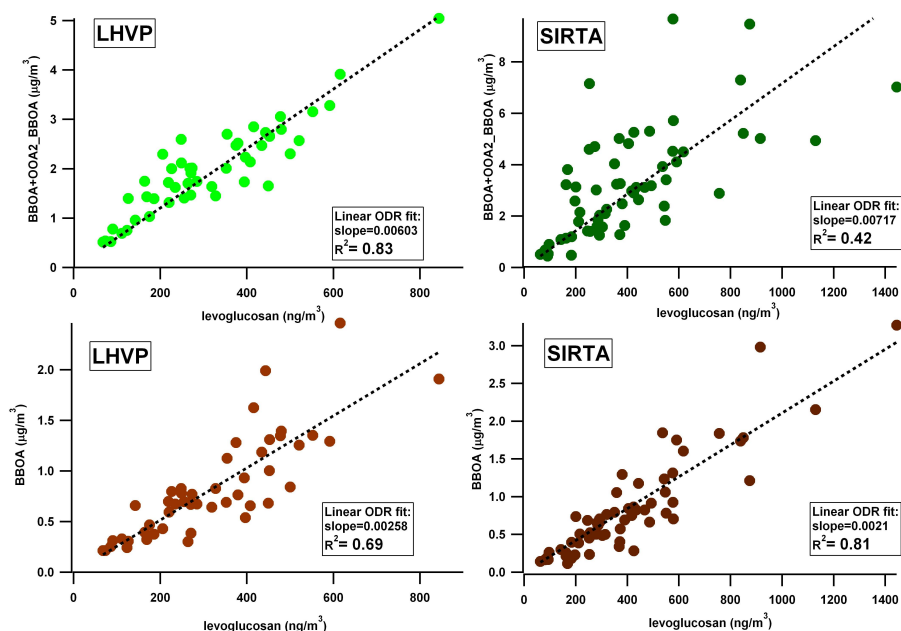 LHVP
BBOA+OOA2_BBOA (µg/m³)
5
4
3
2
1
0
Linear ODR fit:
slope=0.00603
R²= 0.83
0 200 400 600 800
levoglucosan (ng/m³)
SIRTA
BBOA+OOA2_BBOA (µg/m³)
8
6
4
2
0
Linear ODR fit:
slope=0.00717
R²= 0.42
0 200 400 600 800 1000 1200 1400
levoglucosan (ng/m³)
LHVP
BBOA (µg/m³)
2.0
1.5
1.0
0.5
0.0
Linear ODR fit:
slope=0.00258
R²= 0.69
0 200 400 600 800
levoglucosan (ng/m³)
SIRTA
BBOA (µg/m³)
3.0
2.5
2.0
1.5
1.0
0.5
0.0
Linear ODR fit:
slope=0.0021
R²= 0.81
0 200 400 600 800 1000 1200 1400
levoglucosan (ng/m³)